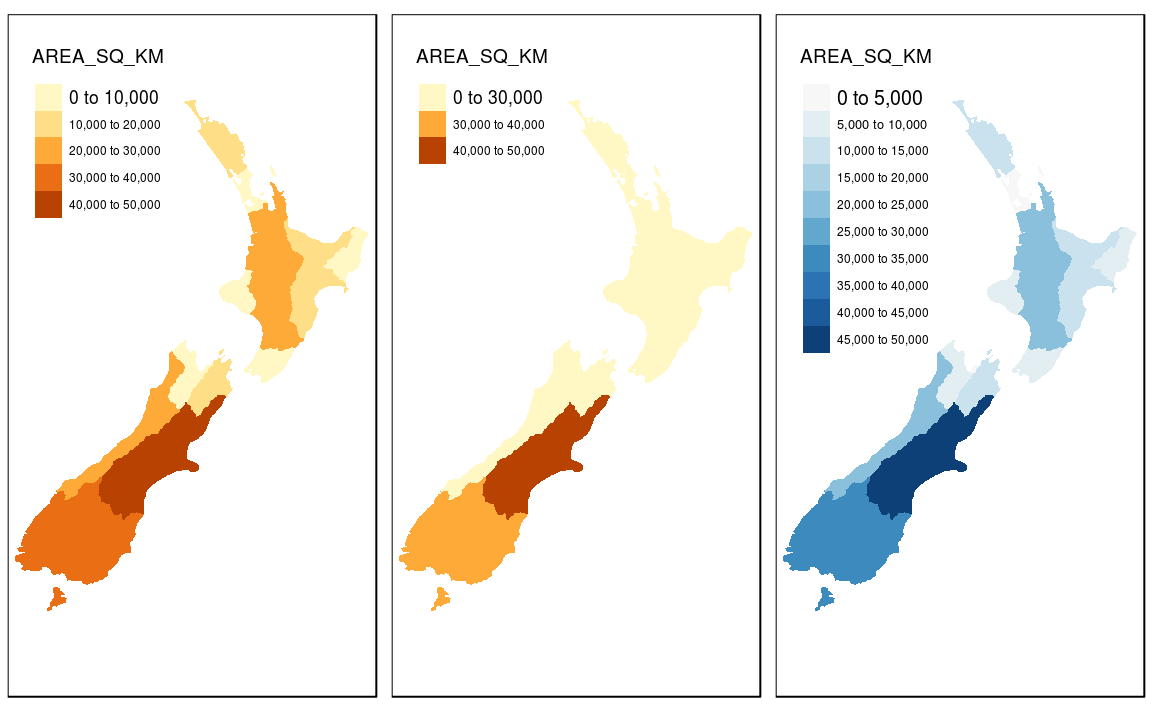 AREA_SQ_KM
0 to 10,000
10,000 to 20,000
20,000 to 30,000
30,000 to 40,000
40,000 to 50,000
AREA_SQ_KM
0 to 30,000
30,000 to 40,000
40,000 to 50,000
AREA_SQ_KM
0 to 5,000
5,000 to 10,000
10,000 to 15,000
15,000 to 20,000
20,000 to 25,000
25,000 to 30,000
30,000 to 35,000
35,000 to 40,000
40,000 to 45,000
45,000 to 50,000